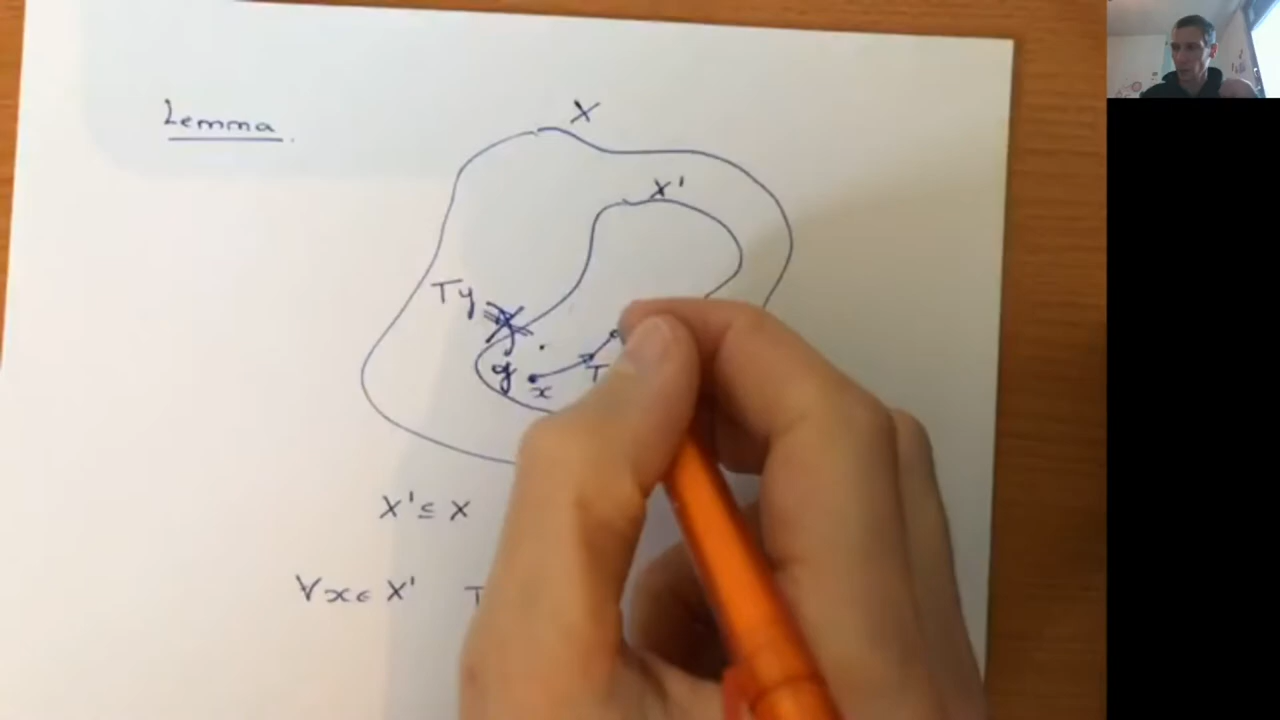 Lemma.
X
X'
Ty
y
x
T
X' ≤ X
∀x ∈ X' T